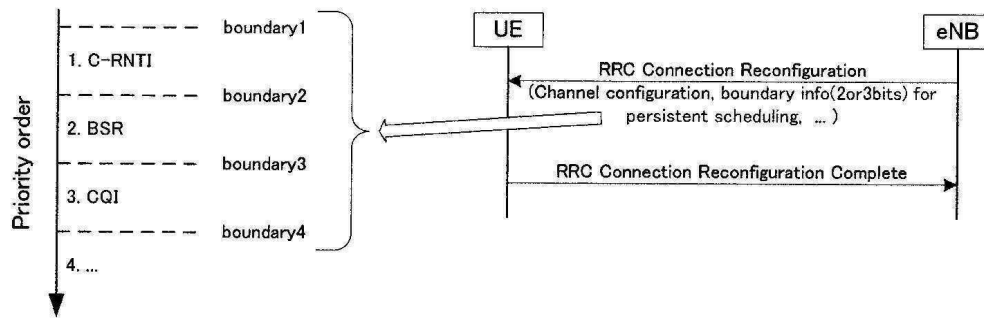 Priority order
boundary1
1. C-RNTI
boundary2
2. BSR
boundary3
3. CQI
boundary4
4. ...
UE
eNB
RRC Connection Reconfiguration
(Channel configuration, boundary info(2or3bits) for
persistent scheduling, ... )
RRC Connection Reconfiguration Complete